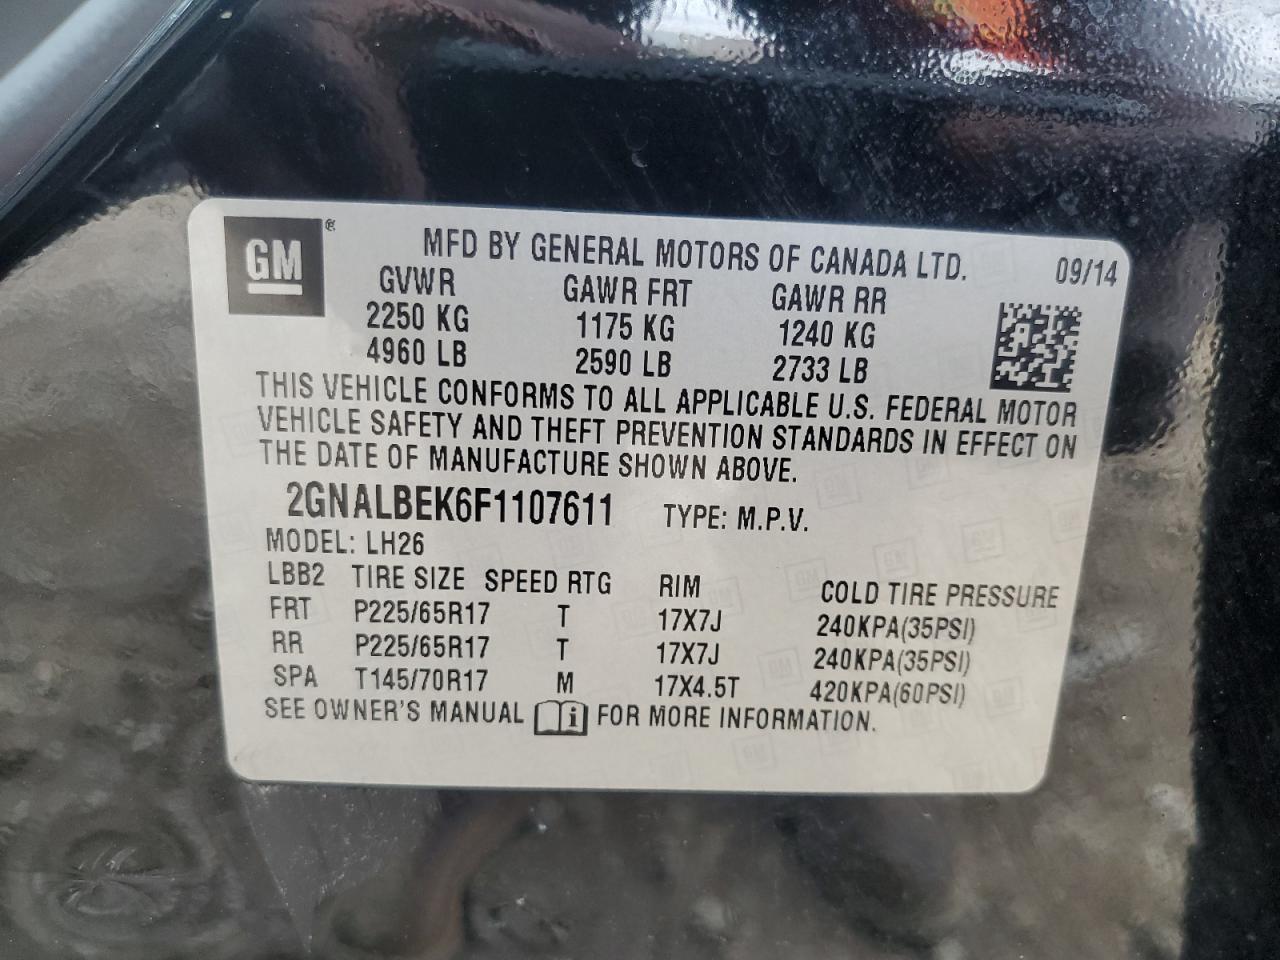 GM ®
MFD BY GENERAL MOTORS OF CANADA LTD. 09/14
GVWR GAWR FRT GAWR RR
2250 KG 1175 KG 1240 KG
4960 LB 2590 LB 2733 LB
THIS VEHICLE CONFORMS TO ALL APPLICABLE U.S. FEDERAL MOTOR
VEHICLE SAFETY AND THEFT PREVENTION STANDARDS IN EFFECT ON
THE DATE OF MANUFACTURE SHOWN ABOVE.
2GNALBEK6F1107611 TYPE: M.P.V.
MODEL: LH26
LBB2 TIRE SIZE SPEED RTG RIM COLD TIRE PRESSURE
FRT P225/65R17 T 17X7J 240KPA(35PSI)
RR P225/65R17 T 17X7J 240KPA(35PSI)
SPA T145/70R17 M 17X4.5T 420KPA(60PSI)
SEE OWNER'S MANUAL i FOR MORE INFORMATION.